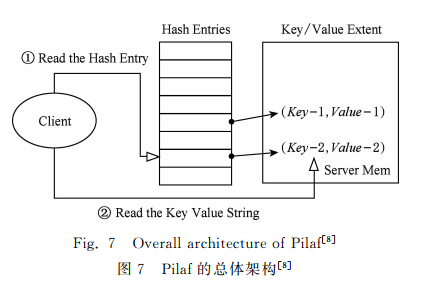 Hash Entries
Key/Value Extent
① Read the Hash Entry
Client
(Key-1,Value-1)
(Key-2,Value-2)
Server Mem
② Read the Key Value String
Fig. 7 Overall architecture of Pilaf[8]
图 7 Pilaf 的总体架构[8]